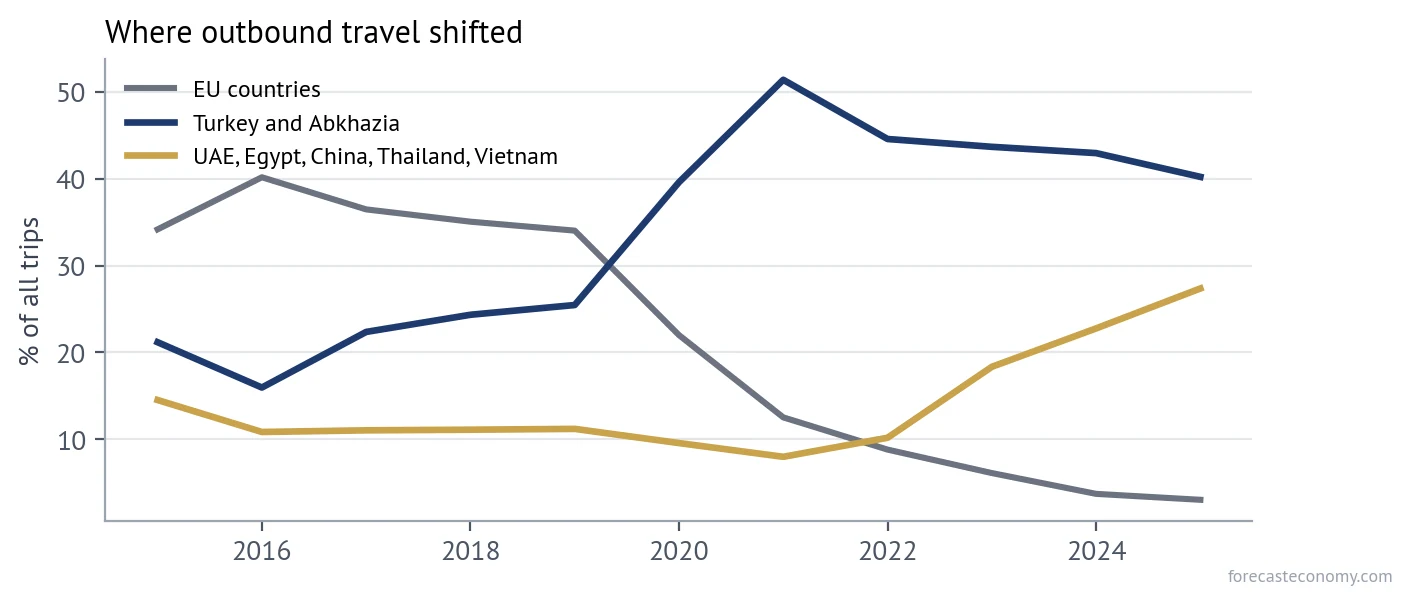 Where outbound travel shifted
EU countries
Turkey and Abkhazia
UAE, Egypt, China, Thailand, Vietnam
% of all trips
50
40
30
20
10
2016 2018 2020 2022 2024
forecasteconomy.com